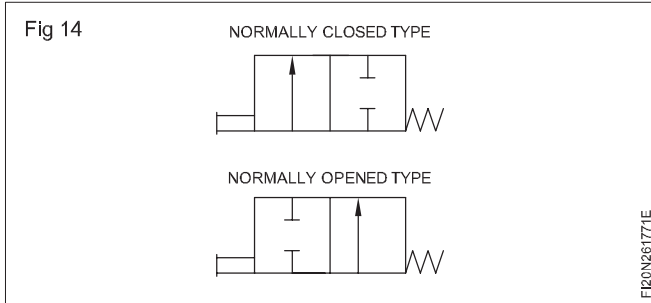 Fig 14
NORMALLY CLOSED TYPE
NORMALLY OPENED TYPE
FI20N261771E